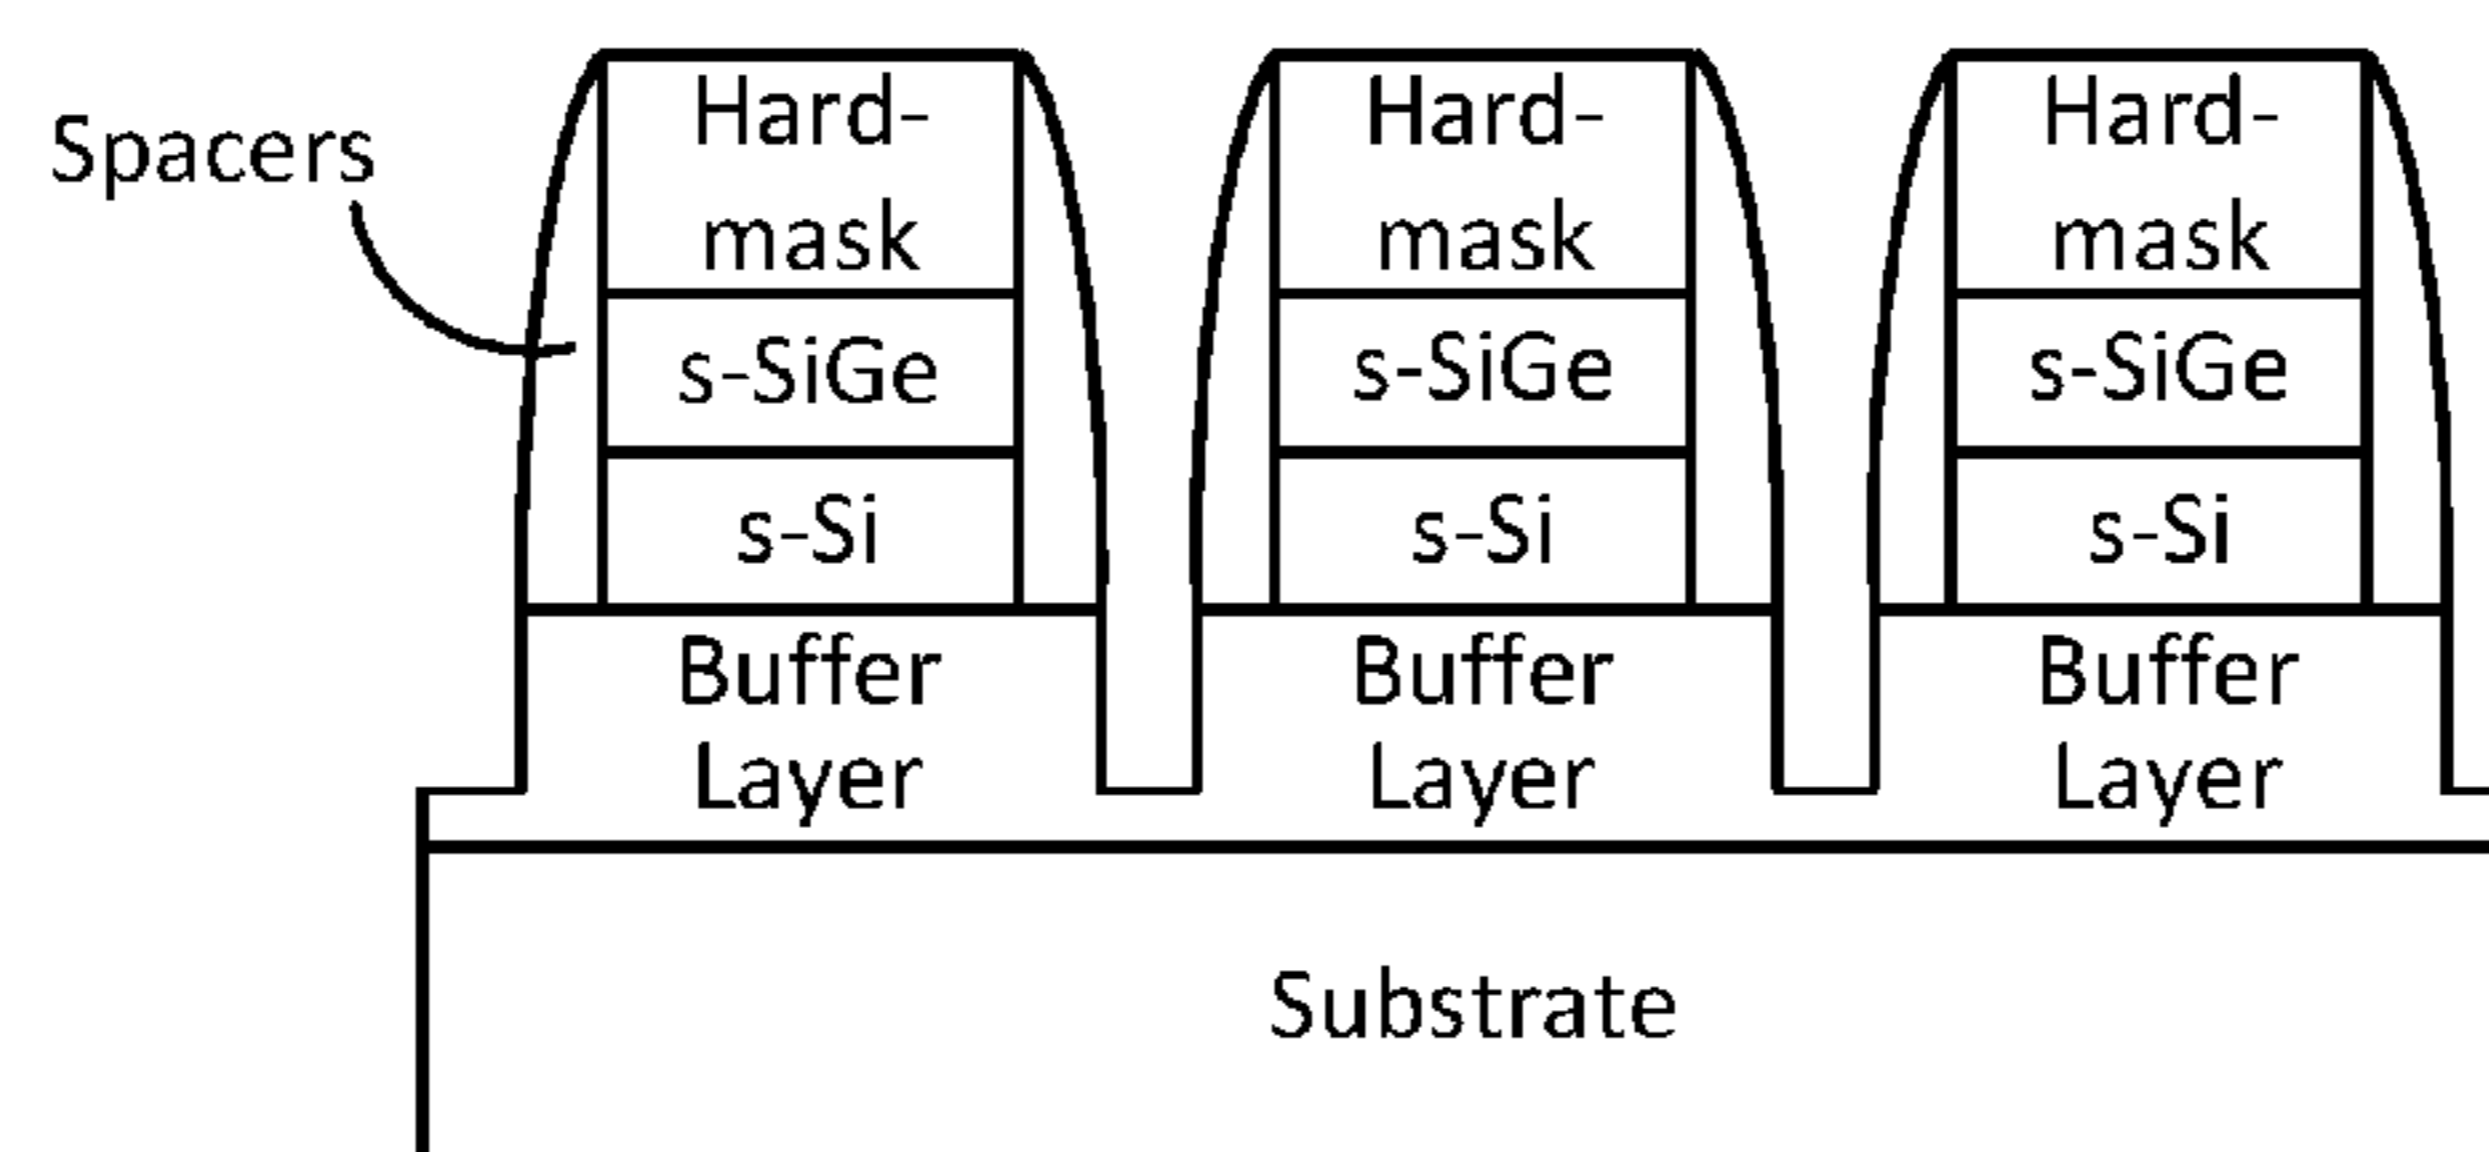 Spacers
Hard-
mask
s-SiGe
s-Si
Buffer
Layer
Hard-
mask
s-SiGe
s-Si
Buffer
Layer
Hard-
mask
s-SiGe
s-Si
Buffer
Layer
Substrate